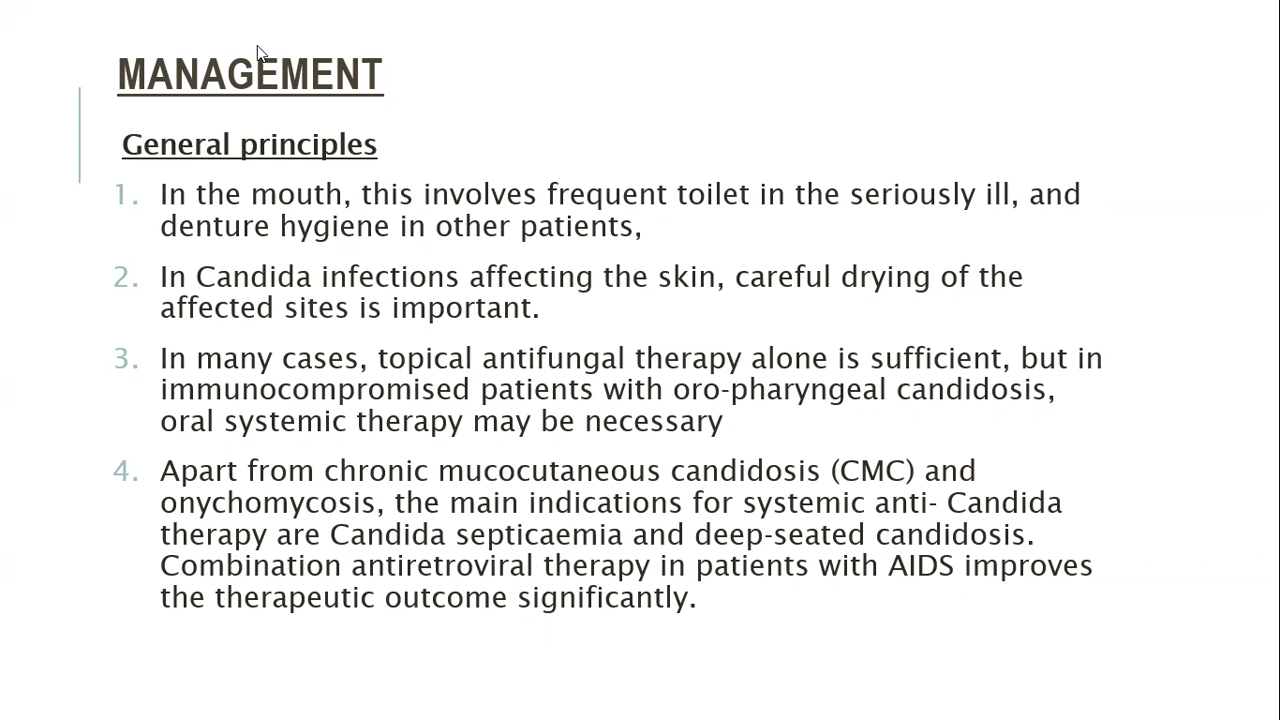 MANAGEMENT
General principles
1. In the mouth, this involves frequent toilet in the seriously ill, and
denture hygiene in other patients,
2. In Candida infections affecting the skin, careful drying of the
affected sites is important.
3. In many cases, topical antifungal therapy alone is sufficient, but in
immunocompromised patients with oro-pharyngeal candidosis,
oral systemic therapy may be necessary
4. Apart from chronic mucocutaneous candidosis (CMC) and
onychomycosis, the main indications for systemic anti- Candida
therapy are Candida septicaemia and deep-seated candidosis.
Combination antiretroviral therapy in patients with AIDS improves
the therapeutic outcome significantly.